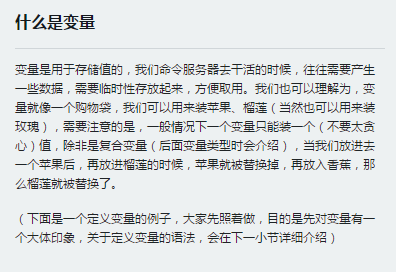 什么是变量
变量是用于存储值的，我们命令服务器去干活的时候，往往需要产生
一些数据，需要临时性存放起来，方便取用。我们也可以理解为，变
量就像一个购物袋，我们可以用来装苹果、榴莲（当然也可以用来装
玫瑰），需要注意的是，一般情况下一个变量只能装一个（不要太贪
心）值，除非是复合变量（后面变量类型时会介绍），当我们放进去
一个苹果后，再放进榴莲的时候，苹果就被替换掉，再放入香蕉，那
么榴莲就被替换了。
（下面是一个定义变量的例子，大家先照着做，目的是先对变量有一
个大体印象，关于定义变量的语法，会在下一小节详细介绍）